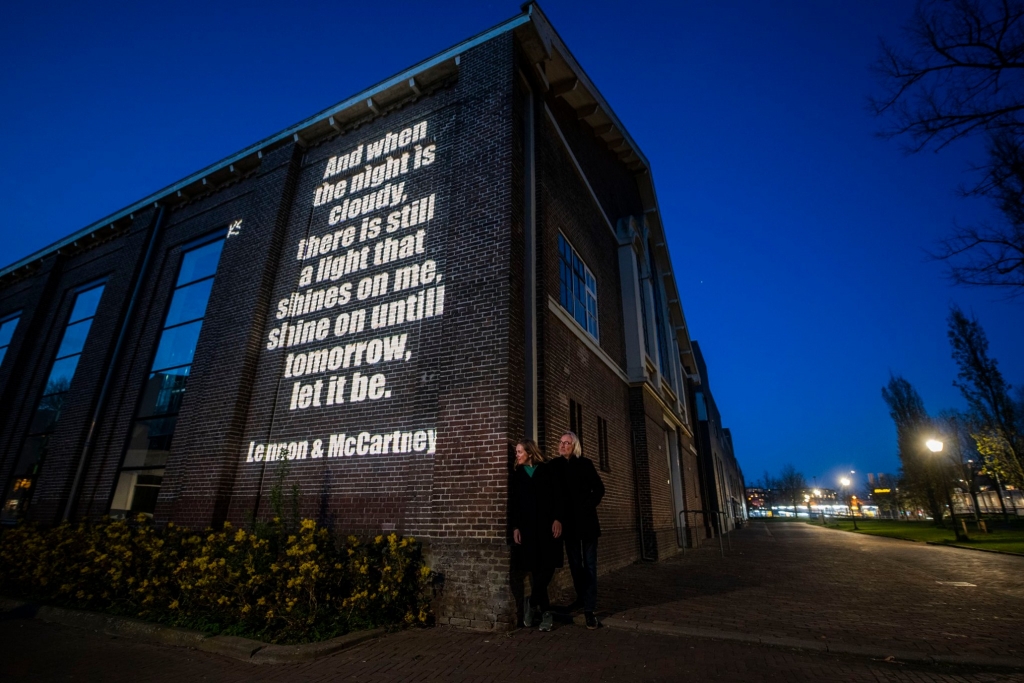 And when
the night is
cloudy,
there is still
a light that
shines on me,
shine on untill
tomorrow,
let it be.
Lennon & McCartney